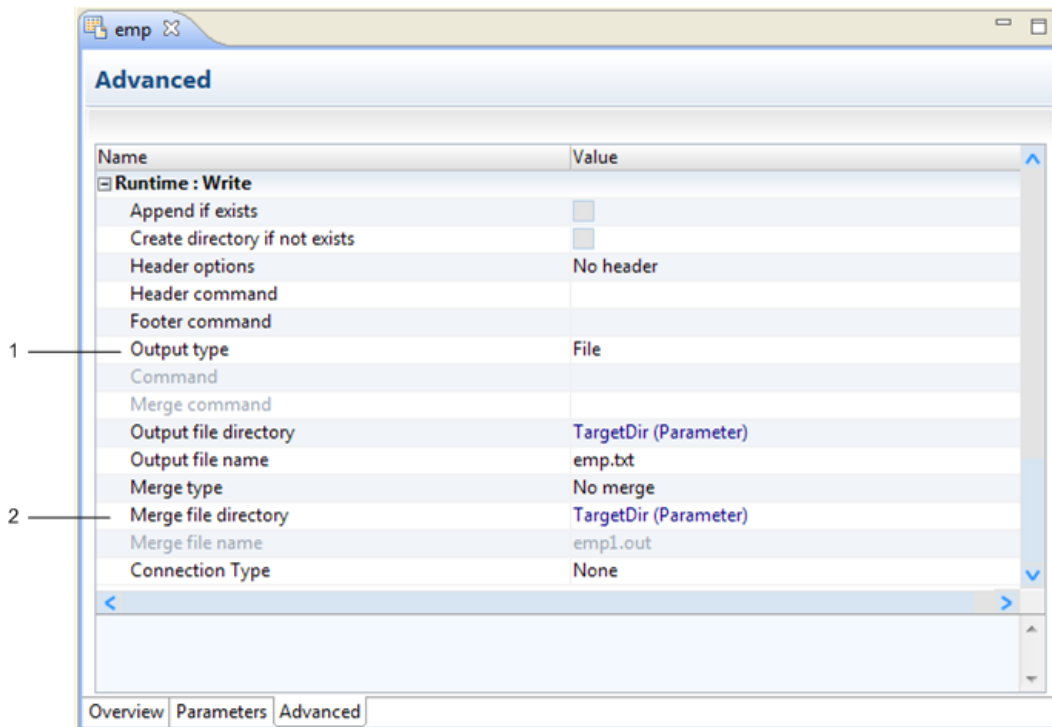 emp
Advanced
Name Value
Runtime : Write
Append if exists
Create directory if not exists
Header options No header
Header command
Footer command
1 Output type File
Command
Merge command
Output file directory TargetDir (Parameter)
Output file name emp.txt
Merge type No merge
2 Merge file directory TargetDir (Parameter)
Merge file name emp1.out
Connection Type None
Overview Parameters Advanced